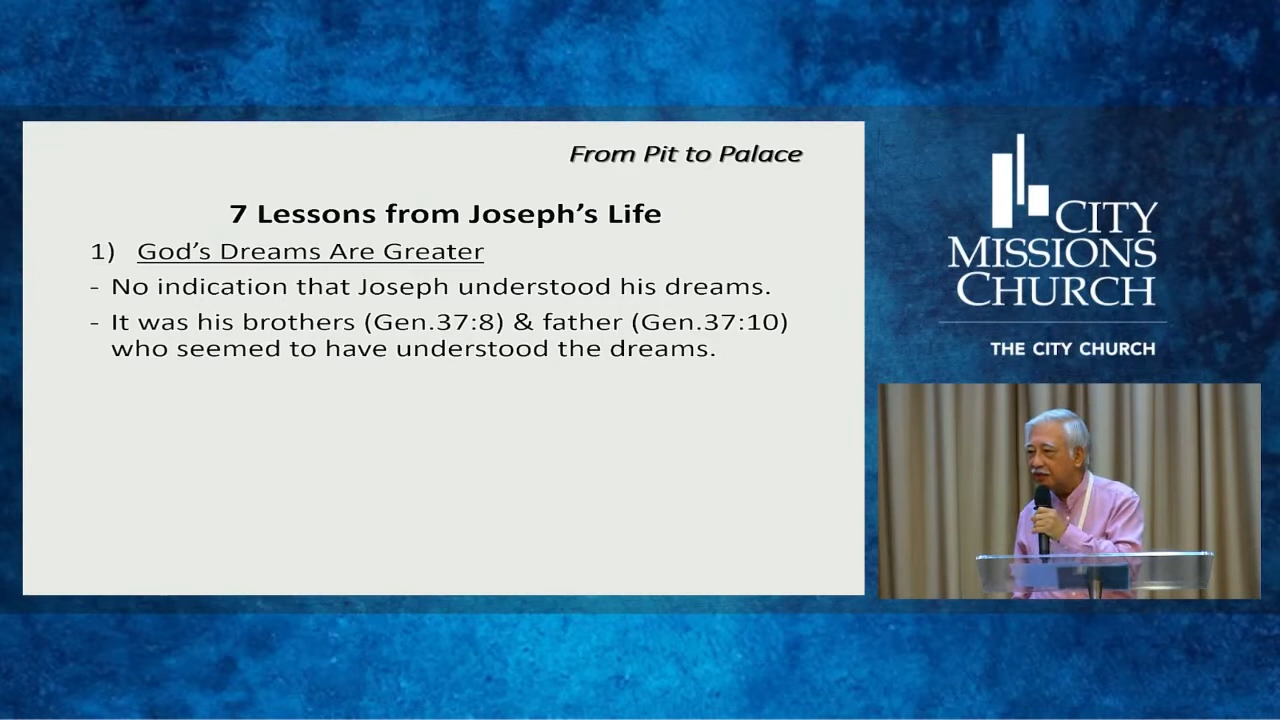 From Pit to Palace
7 Lessons from Joseph’s Life
1) God’s Dreams Are Greater
- No indication that Joseph understood his dreams.
- It was his brothers (Gen.37:8) & father (Gen.37:10)
who seemed to have understood the dreams.
CITY
MISSIONS
CHURCH
THE CITY CHURCH